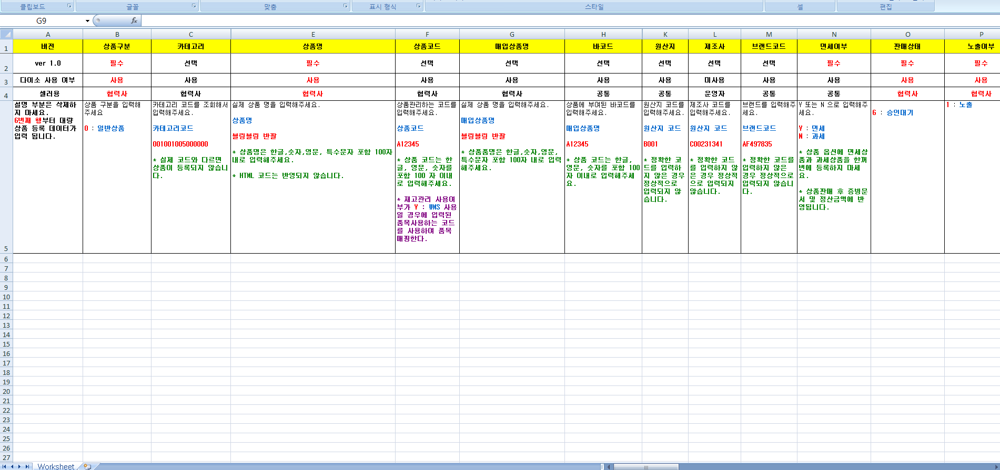 클립보드 글꼴 맞춤 표시 형식 스타일 셀 편집
G9 fx
A B C E F G H K L M N O P
1 버전 상품구분 카테고리 상품명 상품코드 매입상품명 바코드 원산지 제조사 브랜드코드 면세여부 판매상태 노출여부
2 ver 1.0 필수 선택 필수 선택 선택 선택 선택 선택 선택 필수 필수 필수
3 다이소 사용 여부 사용 사용 사용 사용 사용 사용 사용 미사용 사용 사용 사용 사용
4 셀러용 협력사 협력사 협력사 협력사 협력사 공통 공통 운영자 공통 공통 협력사 협력사
5
설명 부분은 삭제하
지 마세요.
6번째 행부터 대량
상품 등록 데이터가
입력 됩니다.
상품 구분을 입력해
주세요
0 : 일반상품
카테고리 코드를 조회해서
입력해주세요.
카테고리코드
001001005000000
* 실제 코드와 다르면
상품이 등록되지 않습니
다.
실제 상품 명을 입력해주세요.
상품명
블링블링 반팔
* 상품명은 한글,숫자,영문, 특수문자 포함 100자
내로 입력해주세요.
* HTML 코드는 반영되지 않습니다.
상품관리하는 코드를
입력해주세요.
상품코드
A12345
* 상품 코드는 한
글, 영문, 숫자를
포함 100 자 이내
로 입력해주세요.
* 재고관리 사용여
부가 Y : WMS 사용
일 경우에 입력된
품목사용하는 코드
를 사용하여 품목
매핑한다.
실제 상품 명을 입력해주세요.
매입상품명
블링블링 반팔
* 상품품명은 한글,숫자,영문,
특수문자 포함 100자 내로 입력
해주세요.
상품에 부여된 바코드를
입력해주세요.
매입상품명
A12345
* 상품 코드는 한글,
영문, 숫자를 포함 100
자 이내로 입력해주세
요.
원산지 코드를
입력해주세요.
원산지 코드
B001
* 정확한 코
드를 입력하
지 않은 경우
정상적으로
입력되지 않
습니다.
제조사 코드를
입력해주세요.
원산지 코드
C00231341
* 정확한 코드
를 입력하지 않
은 경우 정상적
으로 입력되지
않습니다.
브랜드를 입력해주
세요.
브랜드코드
AF497835
* 정확한 코드를
입력하지 않은
경우 정상적으로
입력되지 않습니
다.
Y 또는 N 으로 입력해주
세요.
Y : 면세
N : 과세
* 상품 옵션에 면세상
품과 과세상품을 한꺼
번에 등록하지 마세
요.
* 상품판매 후 증빙문
서 및 정산금액에 반
영됩니다.
6 : 승인대기
1 : 노출
6
7
8
9
10
11
12
13
14
15
16
17
18
19
20
21
22
23
24
25
26
27
Worksheet